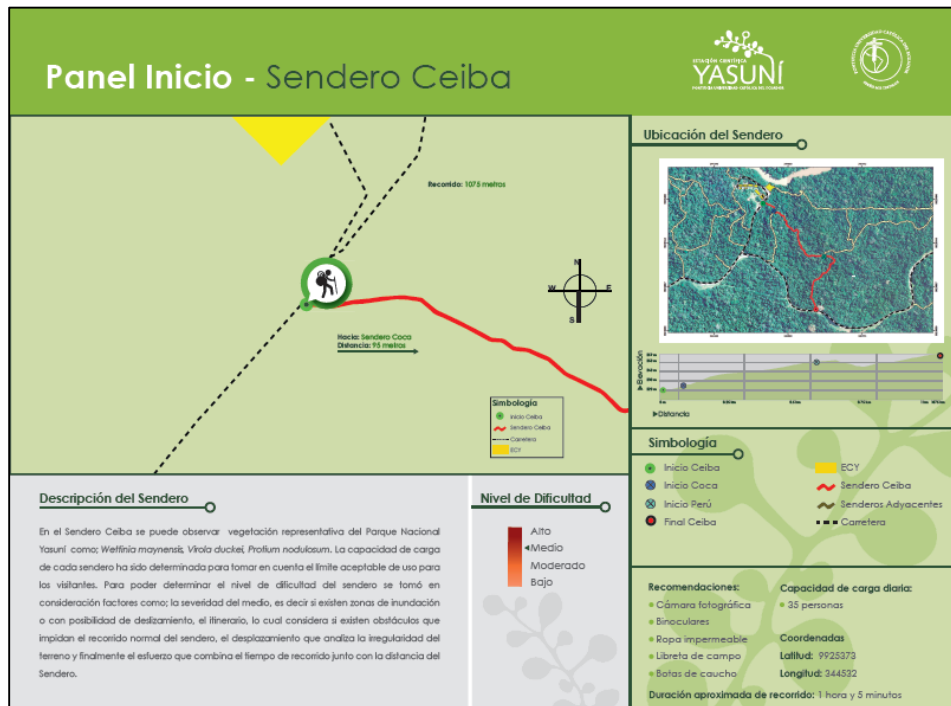 Panel Inicio - Sendero Ceiba
ESTACIÓN CIENTÍFICA
YASUNÍ
PONTIFICIA UNIVERSIDAD CATÓLICA DEL ECUADOR
Recorrido: 1075 metros
N
W E
S
Hacia: Sendero Coca
Distancia: 95 metros
Simbología
Inicio Ceiba
Sendero Ceiba
Carretera
ECY
Ubicación del Sendero
Elevación
Distancia
Simbología
Inicio Ceiba
Inicio Coca
Inicio Perú
Final Ceiba
ECY
Sendero Ceiba
Senderos Adyacentes
Carretera
Descripción del Sendero
En el Sendero Ceiba se puede observar vegetación representativa del Parque Nacional
Yasuní como; Wettinia maynensis, Virola duckei, Protium nodulosum. La capacidad de carga
de cada sendero ha sido determinada para tomar en cuenta el límite aceptable de uso para
los visitantes. Para poder determinar el nivel de dificultad del sendero se tomó en
consideración factores como; la severidad del medio, es decir si existen zonas de inundación
o con posibilidad de deslizamiento, el itinerario, lo cual considera si existen obstáculos que
impidan el recorrido normal del sendero, el desplazamiento que analiza la irregularidad del
terreno y finalmente el esfuerzo que combina el tiempo de recorrido junto con la distancia del
Sendero.
Nivel de Dificultad
Alto
Medio
Moderado
Bajo
Recomendaciones:
Cámara fotográfica
Binoculares
Ropa impermeable
Libreta de campo
Botas de caucho
Capacidad de carga diaria:
35 personas
Coordenadas
Latitud: 9925373
Longitud: 344532
Duración aproximada de recorrido: 1 hora y 5 minutos